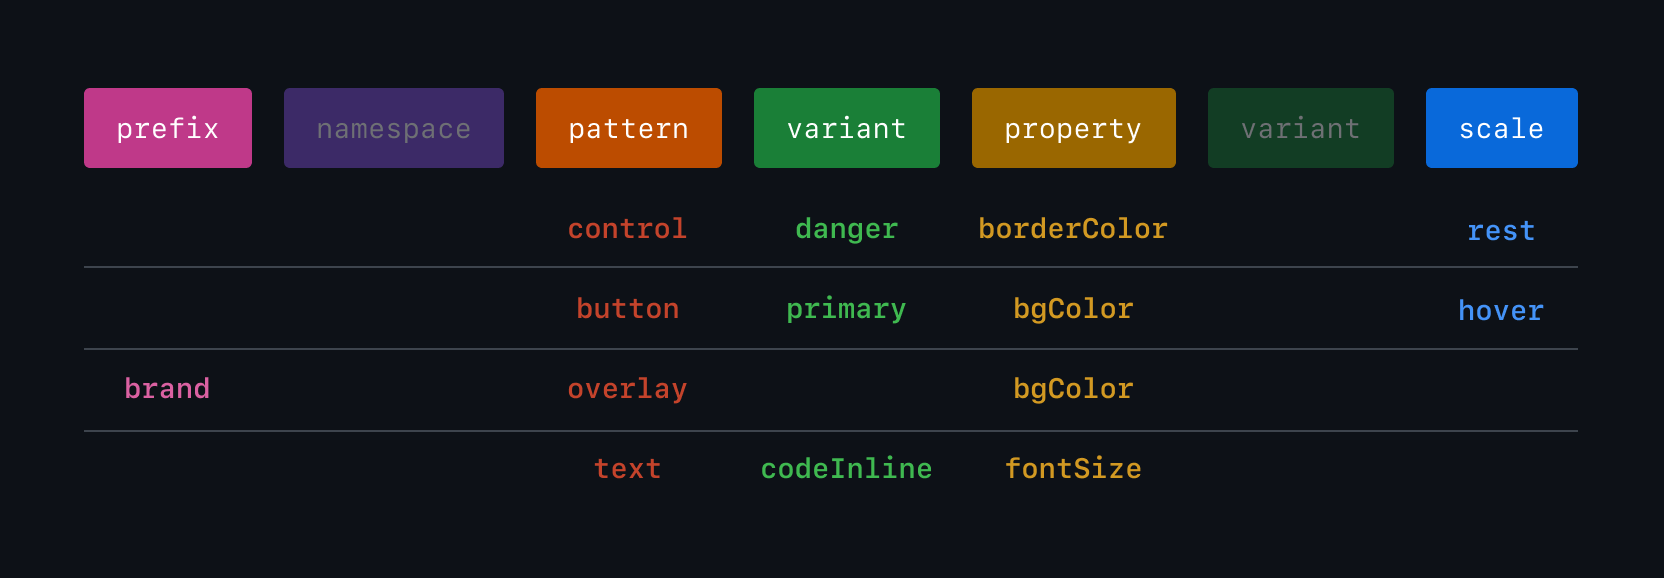 prefix namespace pattern variant property variant scale
control danger borderColor rest
button primary bgColor hover
brand overlay bgColor
text codeInline fontSize